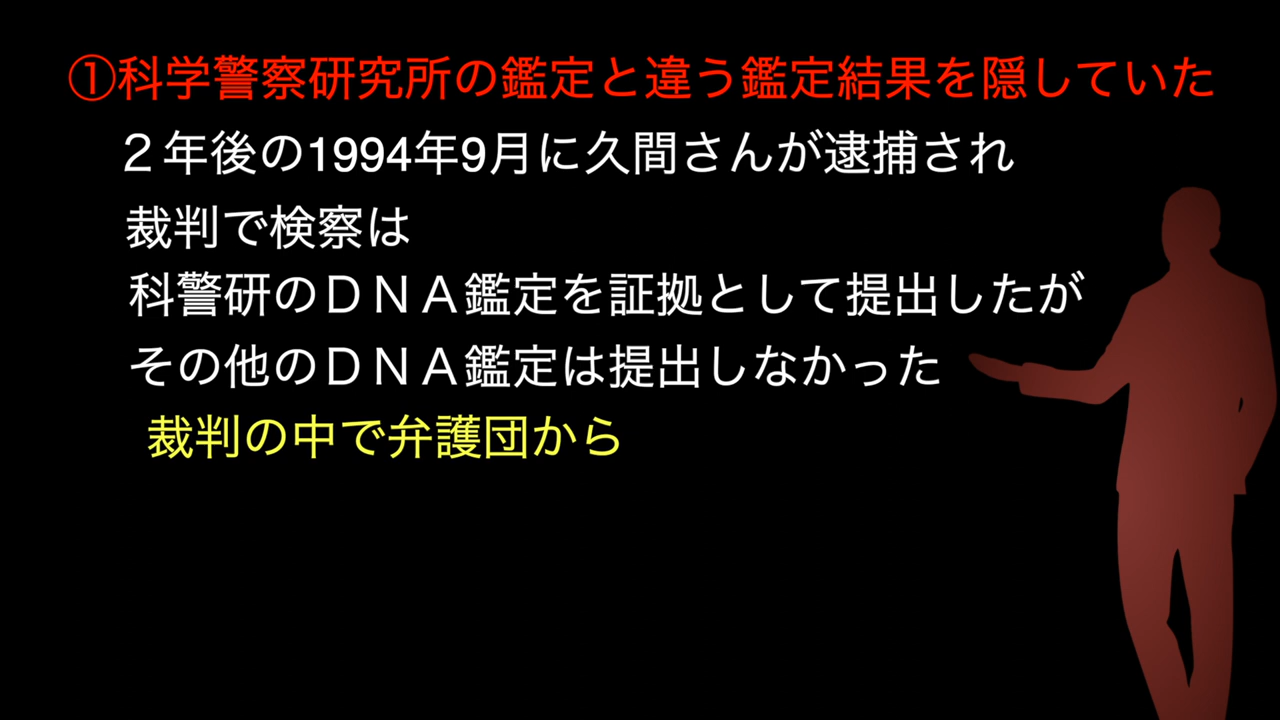 ①科学警察研究所の鑑定と違う鑑定結果を隠していた
２年後の1994年9月に久間さんが逮捕され
裁判で検察は
科警研のＤＮＡ鑑定を証拠として提出したが
その他のＤＮＡ鑑定は提出しなかった
裁判の中で弁護団から